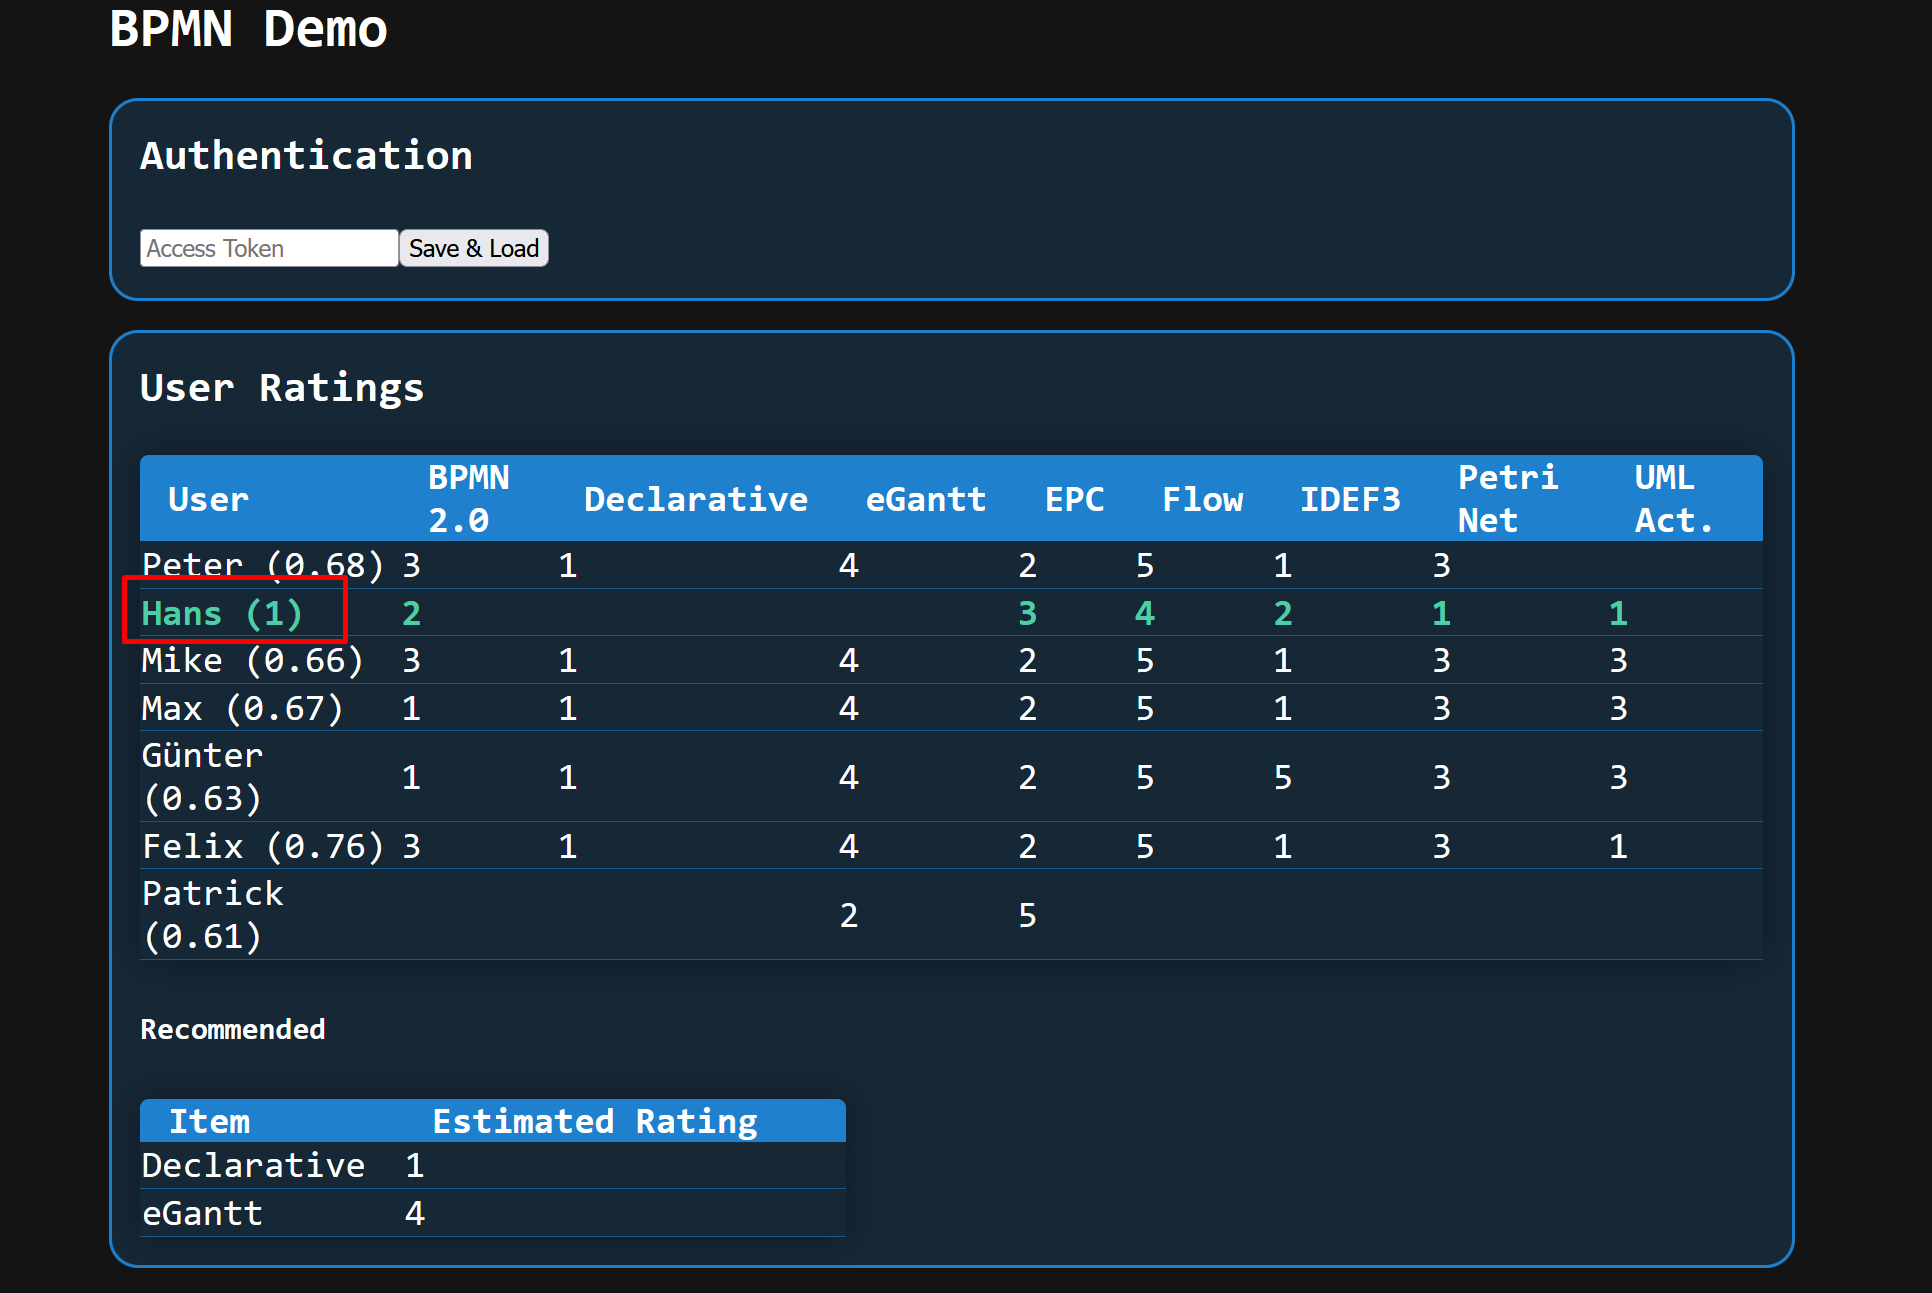 BPMN Demo
Authentication
Access Token Save & Load
User Ratings
User BPMN 2.0 Declarative eGantt EPC Flow IDEF3 Petri Net UML Act.
Peter (0.68) 3 1 4 2 5 1 3
Hans (1) 2 3 4 2 1 1
Mike (0.66) 3 1 4 2 5 1 3 3
Max (0.67) 1 1 4 2 5 1 3 3
Günter (0.63) 1 1 4 2 5 5 3 3
Felix (0.76) 3 1 4 2 5 1 3 1
Patrick (0.61) 2 5
Recommended
Item Estimated Rating
Declarative 1
eGantt 4